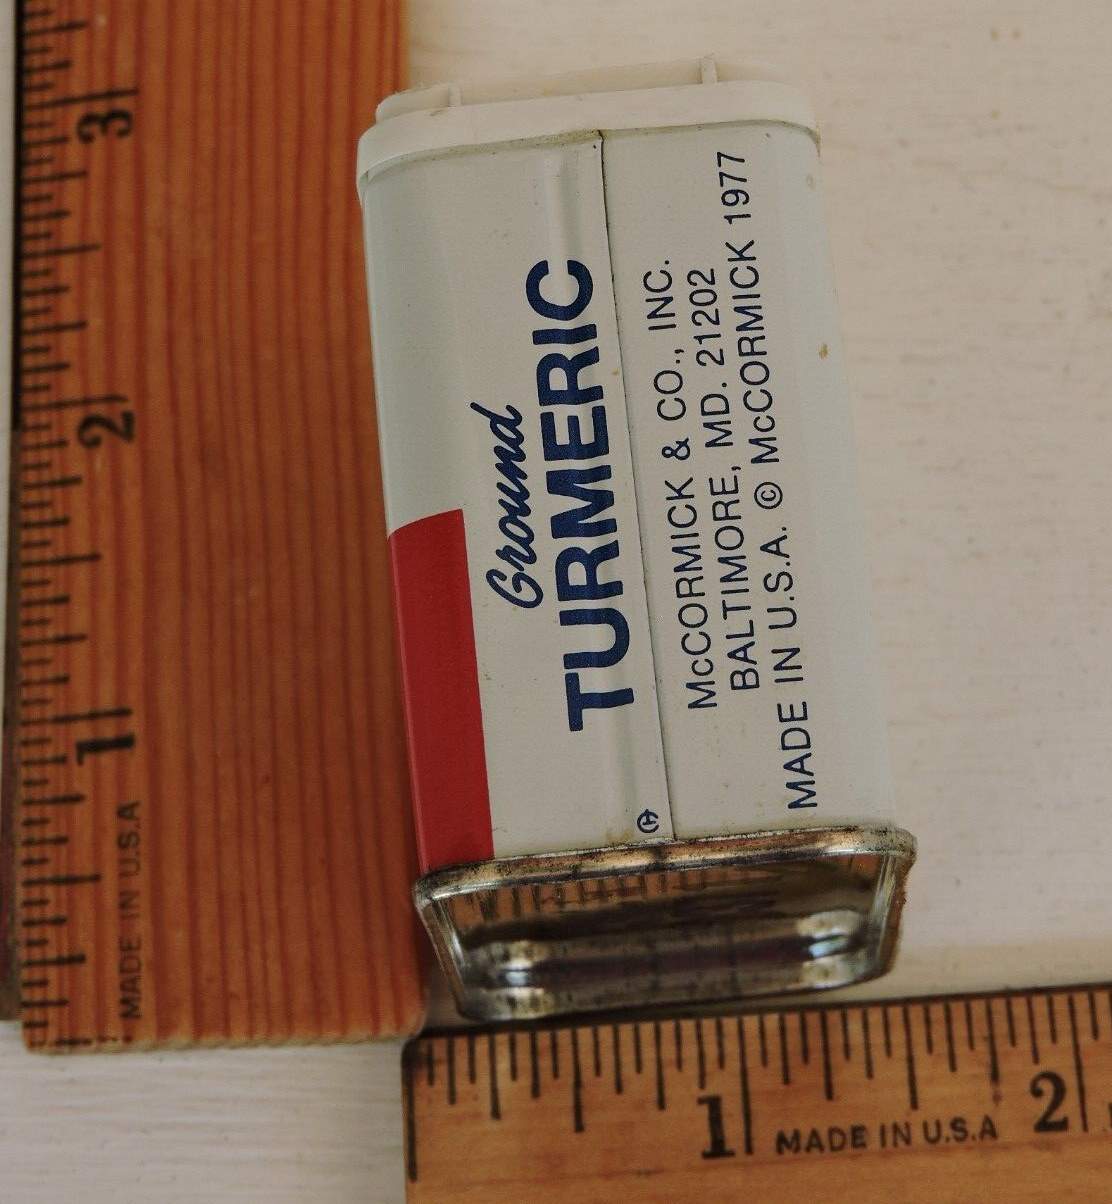 Ground
TURMERIC
McCORMICK & CO., INC.
BALTIMORE, MD. 21202
MADE IN U.S.A. © McCORMICK 1977
3
2
1
MADE IN U.S.A
1
MADE IN U.S.A
2